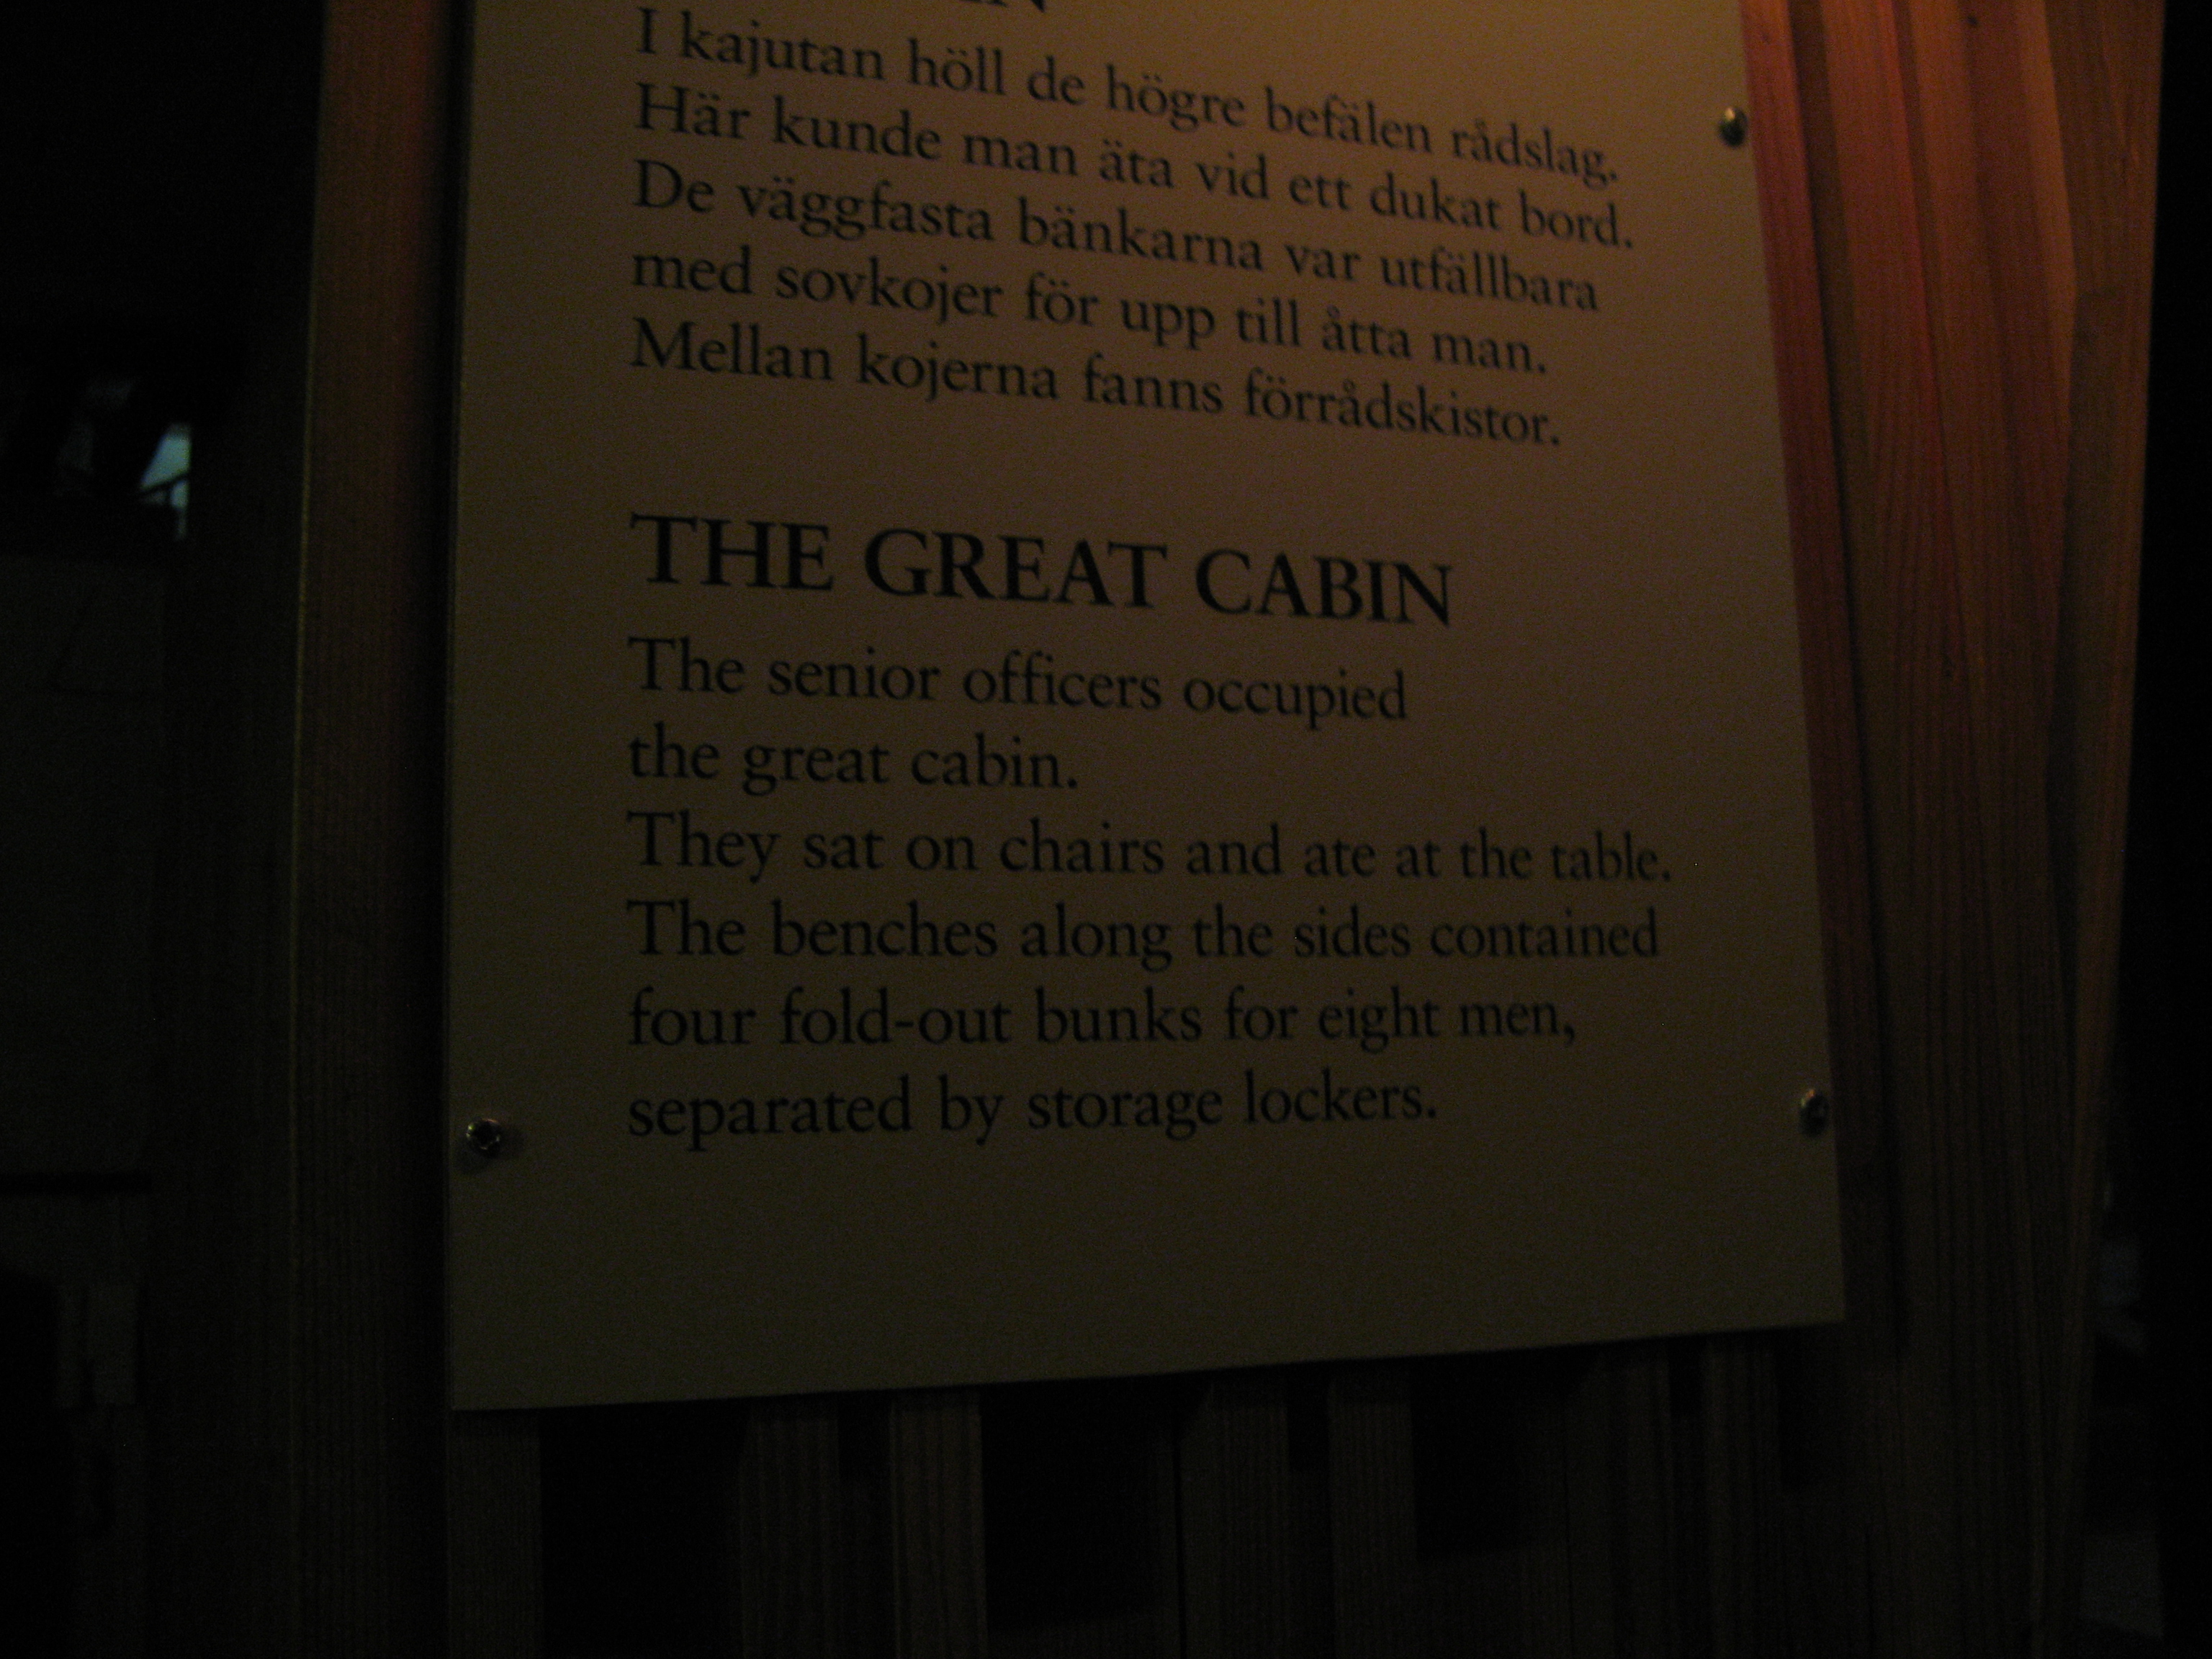 I kajutan höll de högre befälen rådslag.
Här kunde man äta vid ett dukat bord.
De väggfasta bänkarna var utfällbara
med sovkojer för upp till åtta man.
Mellan kojerna fanns förrådskistor.
THE GREAT CABIN
The senior officers occupied
the great cabin.
They sat on chairs and ate at the table.
The benches along the sides contained
four fold-out bunks for eight men,
separated by storage lockers.